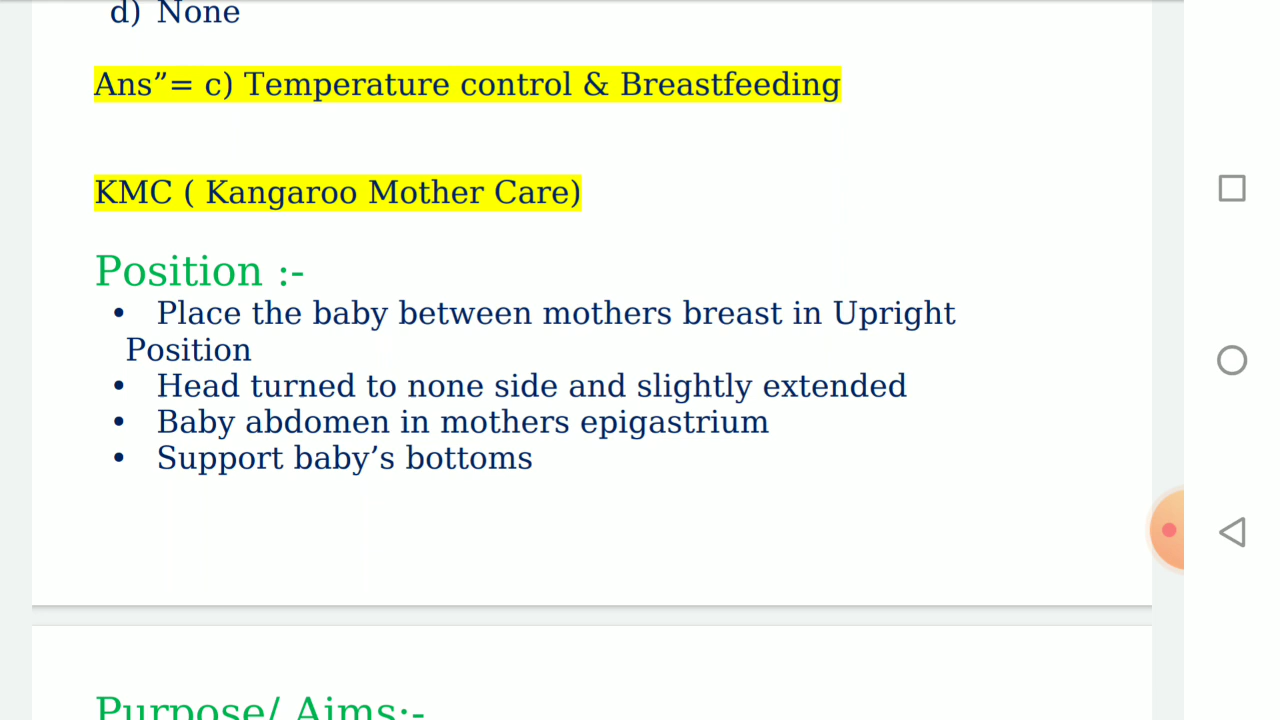 d) None
Ans”= c) Temperature control & Breastfeeding
KMC ( Kangaroo Mother Care)
Position :-
• Place the baby between mothers breast in Upright
Position
• Head turned to none side and slightly extended
• Baby abdomen in mothers epigastrium
• Support baby’s bottoms
Purpose/ Aims:-